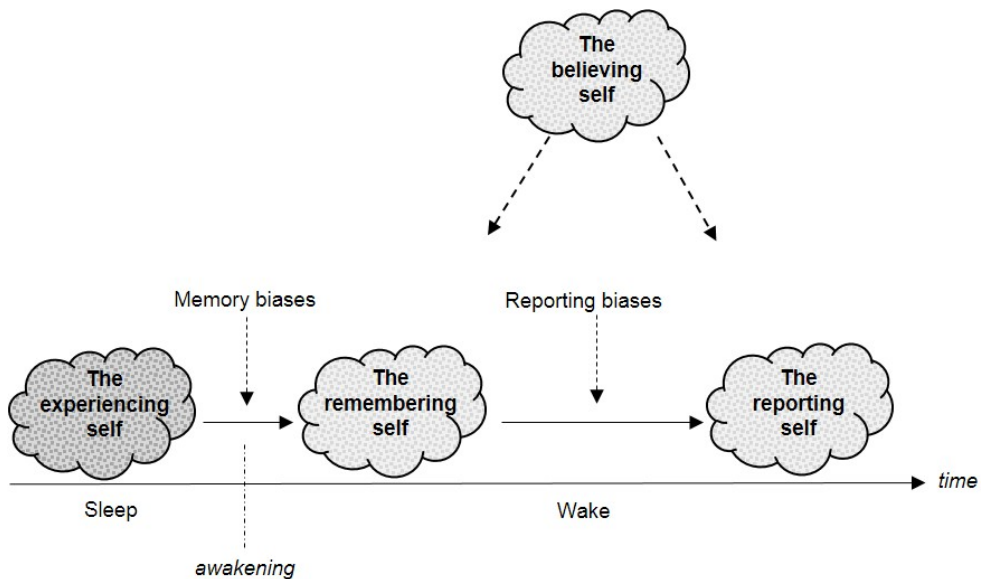 The
believing
self
Memory biases
Reporting biases
The
experiencing
self
The
remembering
self
The
reporting
self
time
Sleep
Wake
awakening